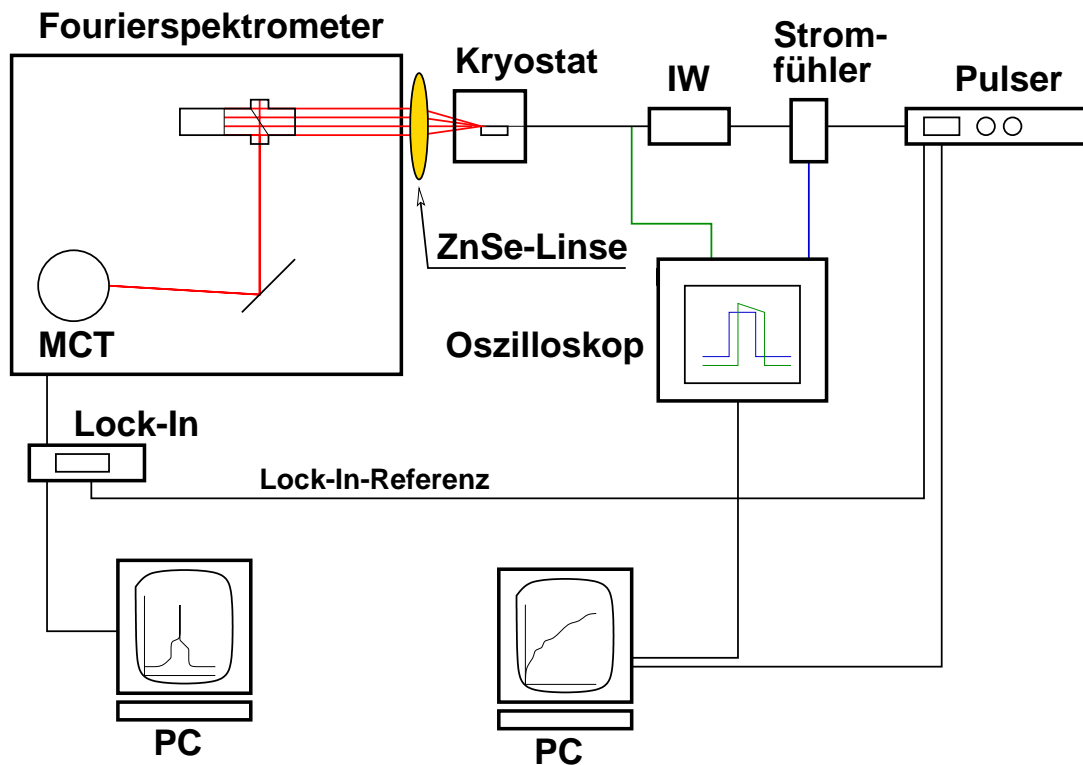 Fourierspektrometer
Kryostat
IW
Strom-
fühler
Pulser
ZnSe-Linse
MCT
Oszilloskop
Lock-In
Lock-In-Referenz
PC
PC